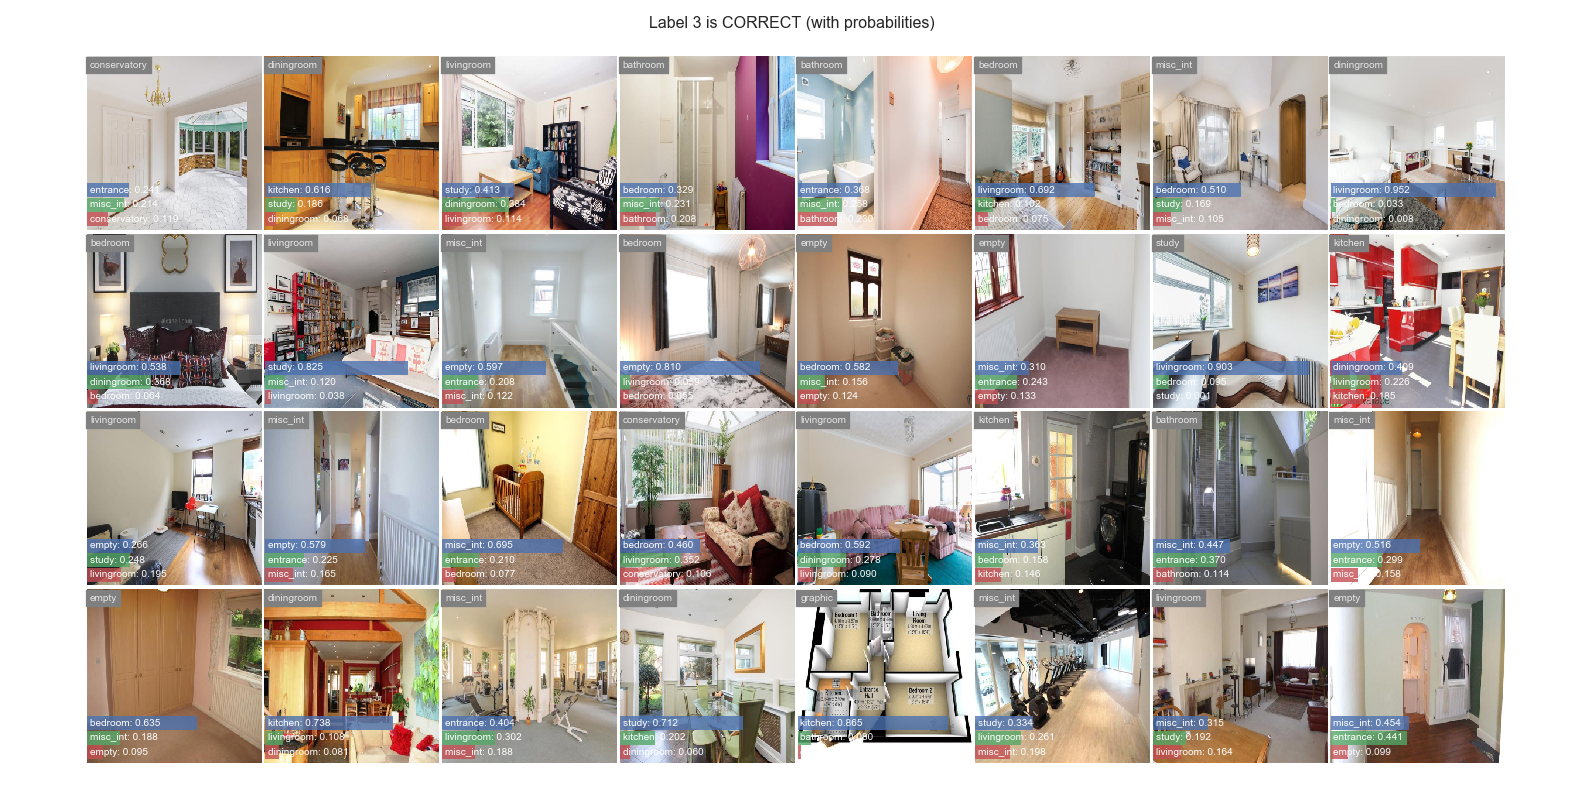 Label 3 is CORRECT (with probabilities)
conservatory
entrance: 0.241
misc_int: 0.214
conservatory: 0.119
diningroom
kitchen: 0.616
study: 0.186
diningroom: 0.068
livingroom
study: 0.413
diningroom: 0.384
livingroom: 0.114
bathroom
bedroom: 0.329
misc_int: 0.231
bathroom: 0.208
bathroom
entrance: 0.368
misc_int: 0.258
bathroom: 0.230
bedroom
livingroom: 0.692
kitchen: 0.102
bedroom: 0.075
misc_int
bedroom: 0.510
study: 0.169
misc_int: 0.105
diningroom
livingroom: 0.952
bedroom: 0.033
diningroom: 0.008
bedroom
livingroom: 0.538
diningroom: 0.368
bedroom: 0.064
livingroom
study: 0.825
misc_int: 0.120
livingroom: 0.038
misc_int
empty: 0.597
entrance: 0.208
misc_int: 0.122
bedroom
empty: 0.810
livingroom:
bedroom:
empty
bedroom: 0.582
misc_int: 0.156
empty: 0.124
empty
misc_int: 0.310
entrance: 0.243
empty: 0.133
study
livingroom: 0.903
bedroom: 0.095
study: 0.001
kitchen
diningroom: 0.409
livingroom: 0.226
kitchen: 0.185
livingroom
empty: 0.266
study: 0.248
livingroom: 0.195
misc_int
empty: 0.579
entrance: 0.225
misc_int: 0.165
bedroom
misc_int: 0.695
entrance: 0.210
bedroom: 0.077
conservatory
bedroom: 0.460
livingroom: 0.352
conservatory: 0.106
livingroom
bedroom: 0.592
diningroom: 0.278
livingroom: 0.090
kitchen
misc_int: 0.363
bedroom: 0.158
kitchen: 0.146
bathroom
misc_int: 0.447
entrance: 0.370
bathroom: 0.114
misc_int
empty: 0.516
entrance: 0.299
misc_ 0.158
empty
bedroom: 0.635
misc_int: 0.188
empty: 0.095
diningroom
kitchen: 0.738
livingroom: 0.108
diningroom: 0.081
misc_int
entrance: 0.404
livingroom: 0.302
misc_int: 0.188
diningroom
study: 0.712
kitchen: 0.202
diningroom: 0.060
graphic
Bedroom 1
Living
Room
Bedroom 2
Entrance
Hall
Kitchen
kitchen: 0.865
bathroom:
misc_int
study: 0.334
livingroom: 0.261
misc_int: 0.198
livingroom
misc_int: 0.315
study: 0.192
livingroom: 0.164
empty
misc_int: 0.454
entrance: 0.441
empty: 0.099